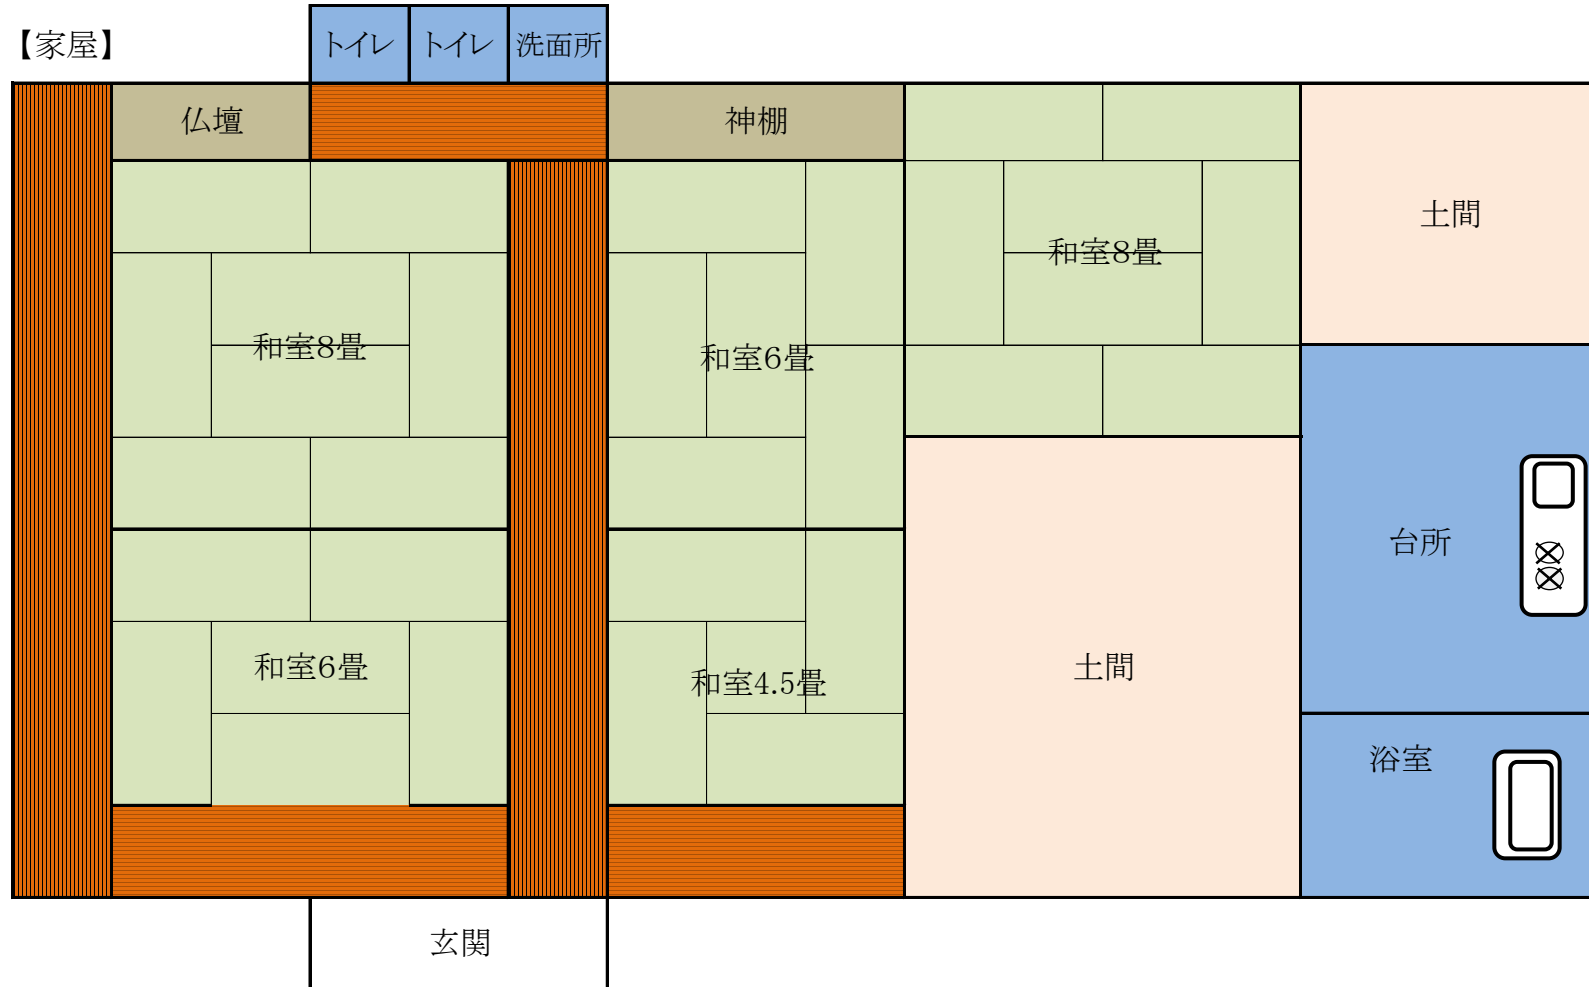 【家屋】
トイレ
トイレ
洗面所
仏壇
神棚
土間
和室8畳
和室8畳
和室6畳
台所
和室6畳
和室4.5畳
土間
浴室
玄関